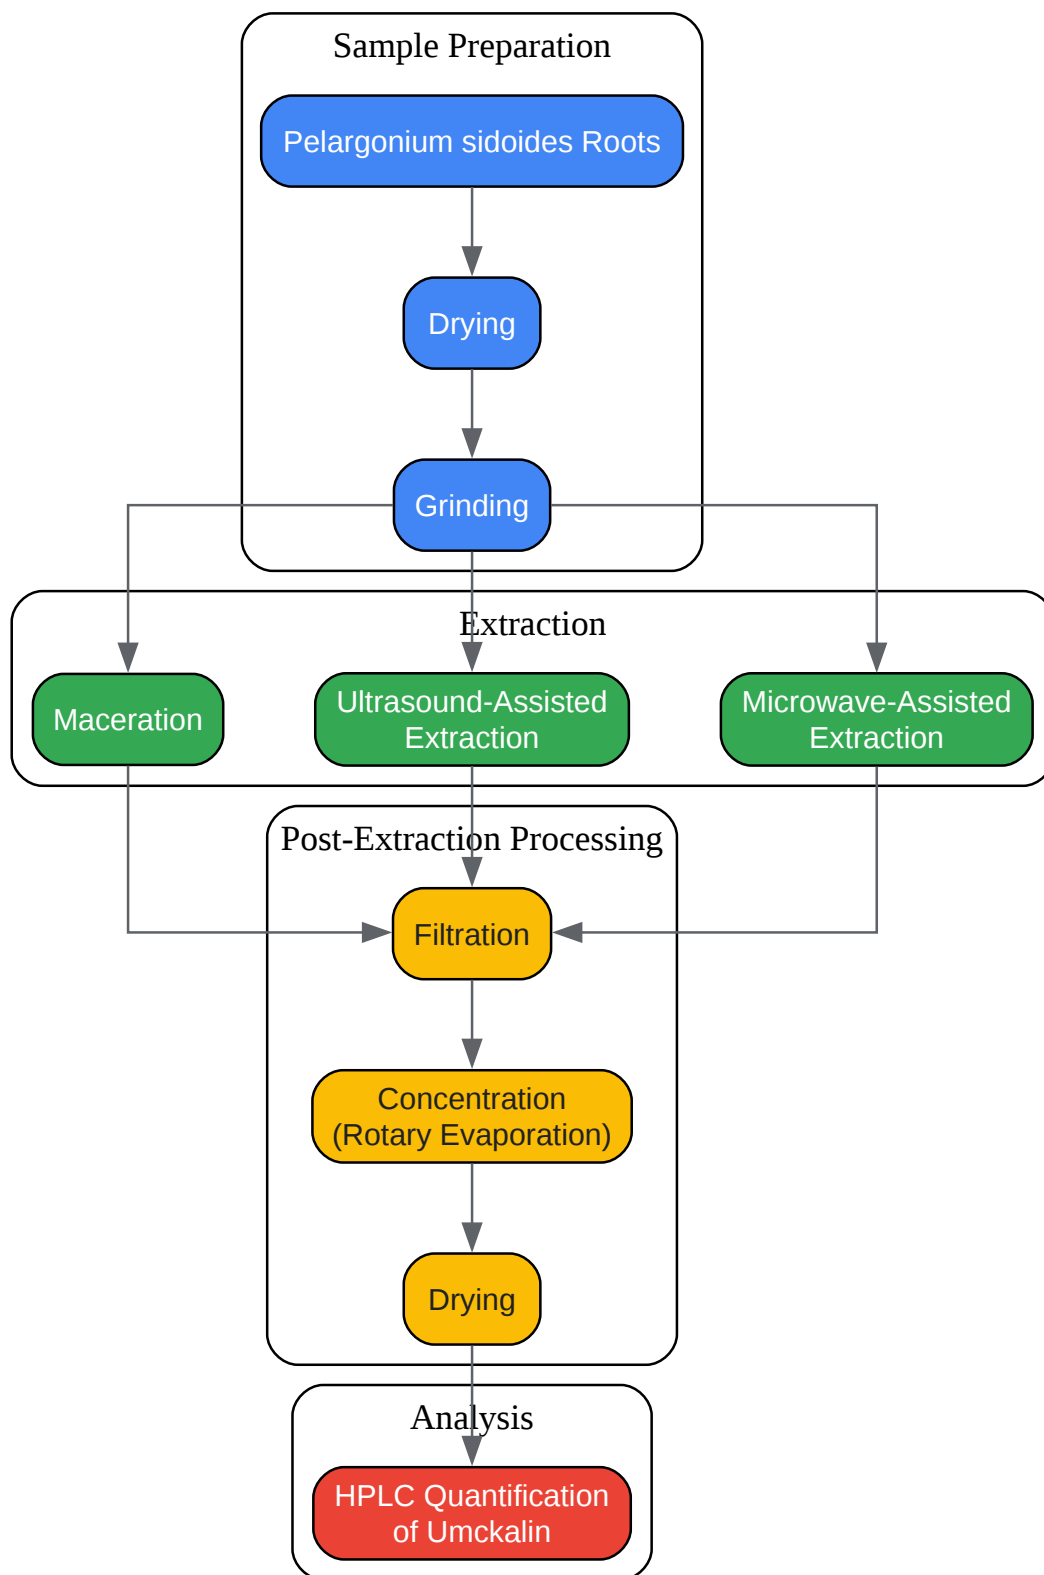 Sample Preparation
Pelargonium sidoides Roots
Drying
Grinding
Extraction
Maceration
Ultrasound-Assisted
Extraction
Microwave-Assisted
Extraction
Post-Extraction Processing
Filtration
Concentration
(Rotary Evaporation)
Drying
Analysis
HPLC Quantification
of Umckalin